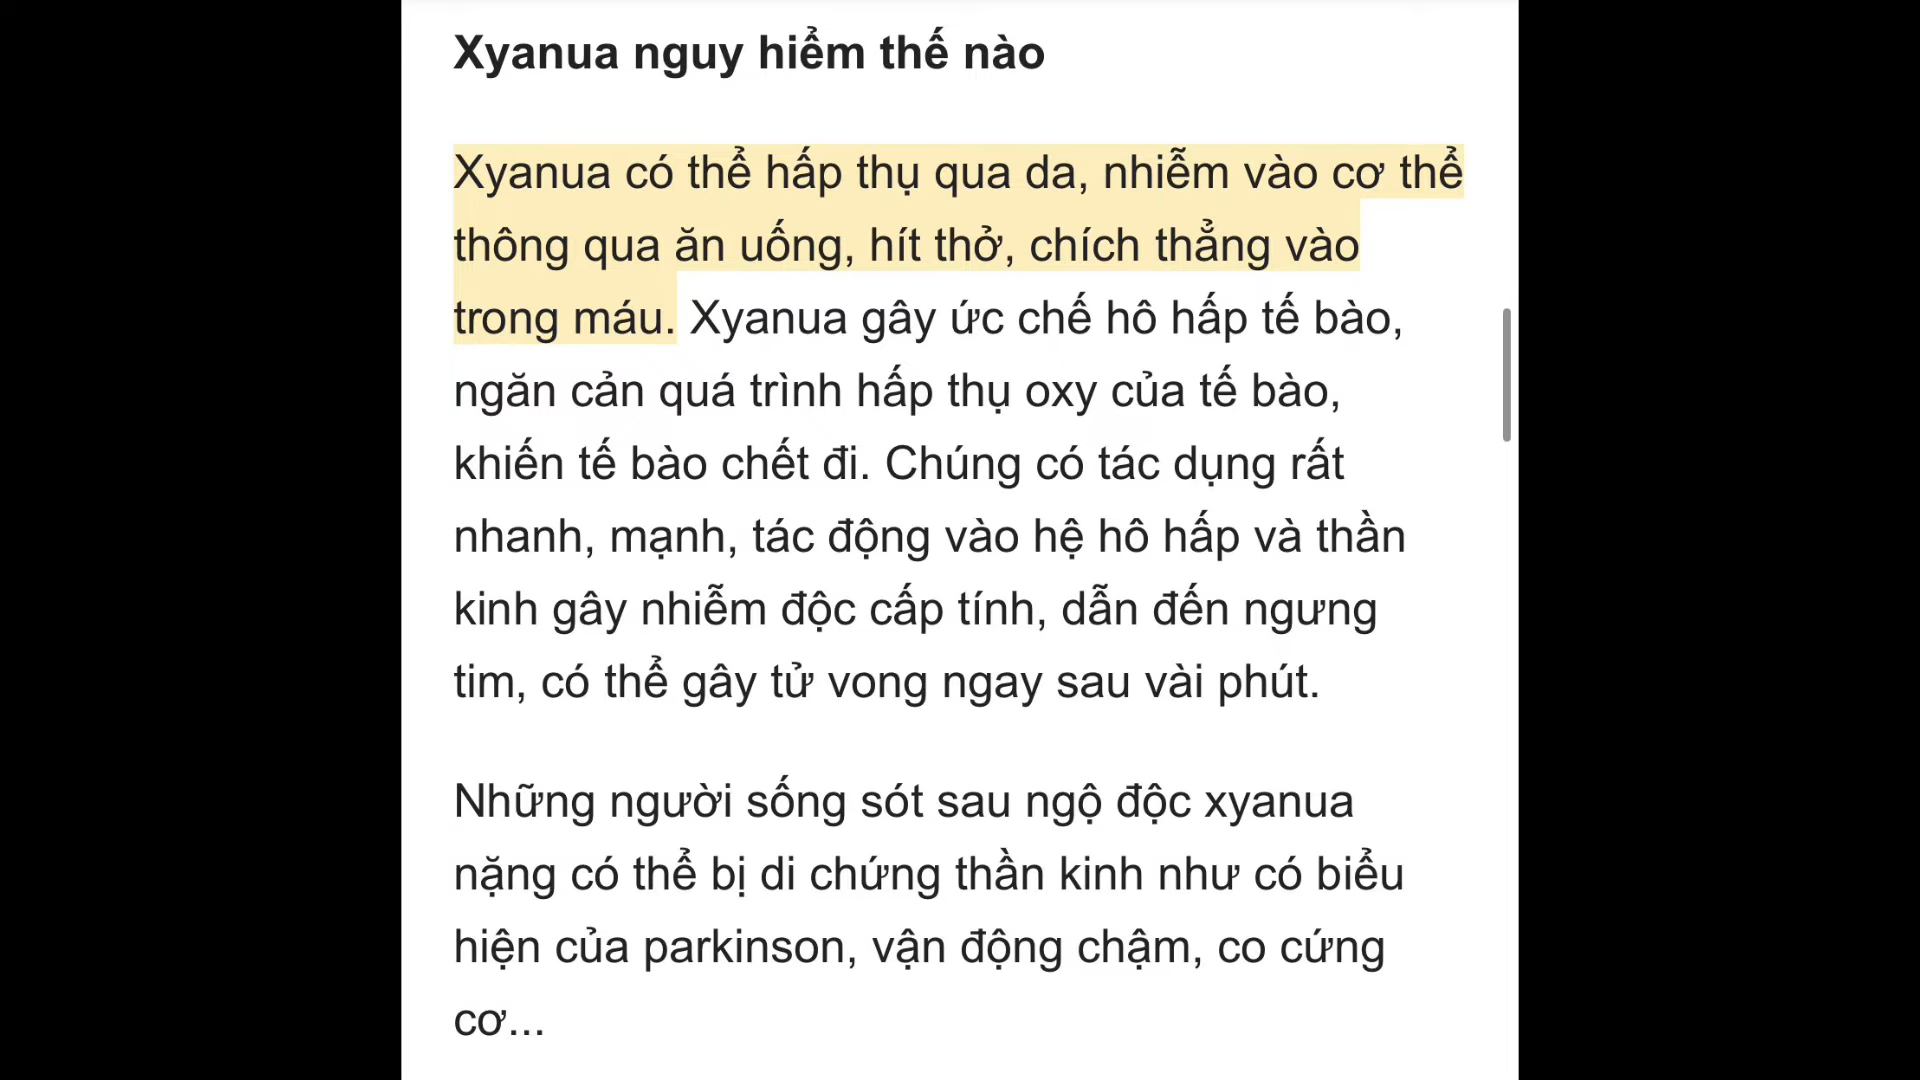 Xyanua nguy hiểm thế nào
Xyanua có thể hấp thụ qua da, nhiễm vào cơ thể
thông qua ăn uống, hít thở, chích thẳng vào
trong máu. Xyanua gây ức chế hô hấp tế bào,
ngăn cản quá trình hấp thụ oxy của tế bào,
khiến tế bào chết đi. Chúng có tác dụng rất
nhanh, mạnh, tác động vào hệ hô hấp và thần
kinh gây nhiễm độc cấp tính, dẫn đến ngưng
tim, có thể gây tử vong ngay sau vài phút.
Những người sống sót sau ngộ độc xyanua
nặng có thể bị di chứng thần kinh như có biểu
hiện của parkinson, vận động chậm, co cứng
cơ...